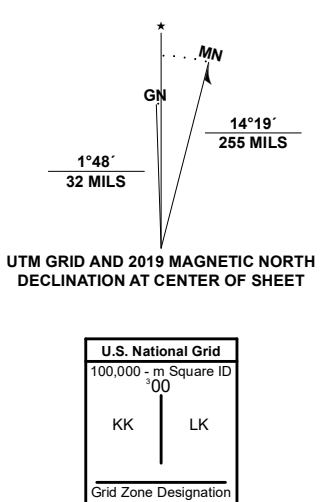 ★
MN
GN
14°19´
255 MILS
1°48´
32 MILS
UTM GRID AND 2019 MAGNETIC NORTH
DECLINATION AT CENTER OF SHEET
U.S. National Grid
100,000 - m Square ID
³00
KK LK
Grid Zone Designation